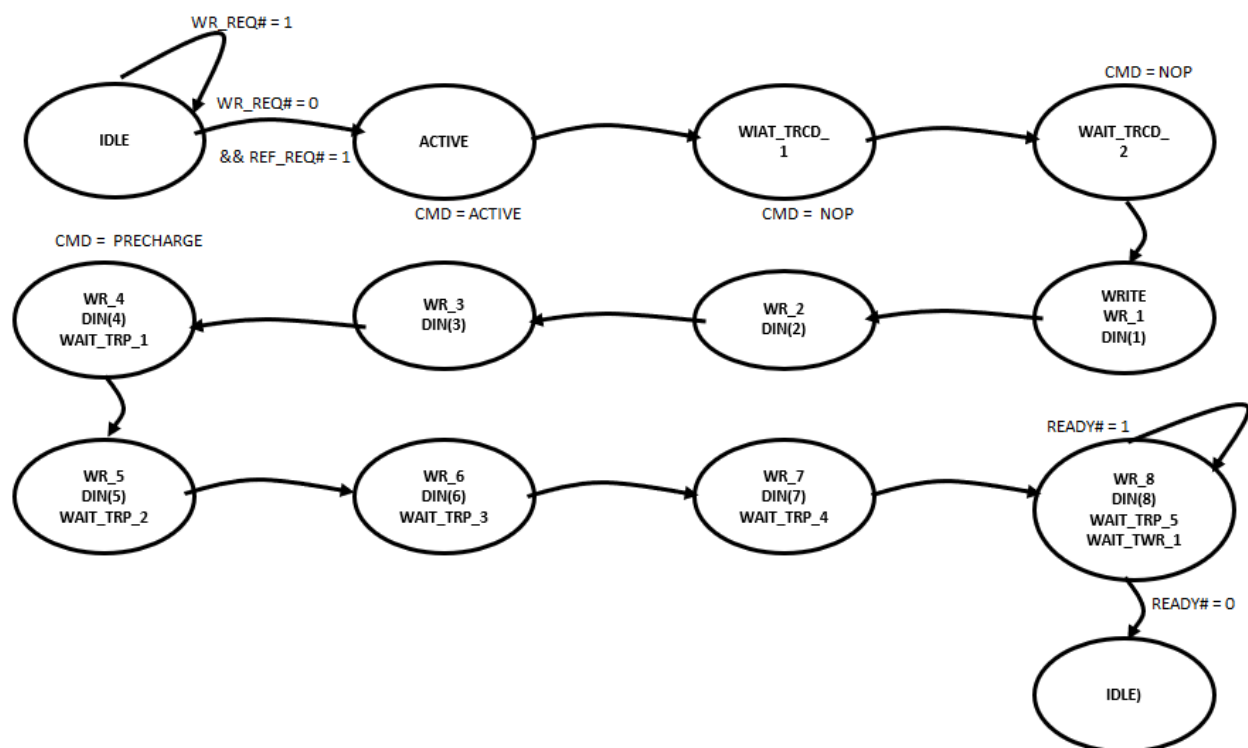 WR_REQ# = 1
IDLE
WR_REQ# = 0
&& REF_REQ# = 1
ACTIVE
CMD = ACTIVE
WIAT_TRCD_
1
CMD = NOP
CMD = NOP
WAIT_TRCD_
2
CMD = PRECHARGE
WR_4
DIN(4)
WAIT_TRP_1
WR_3
DIN(3)
WR_2
DIN(2)
WRITE
WR_1
DIN(1)
WR_5
DIN(5)
WAIT_TRP_2
WR_6
DIN(6)
WAIT_TRP_3
WR_7
DIN(7)
WAIT_TRP_4
READY# = 1
WR_8
DIN(8)
WAIT_TRP_5
WAIT_TWR_1
READY# = 0
IDLE)